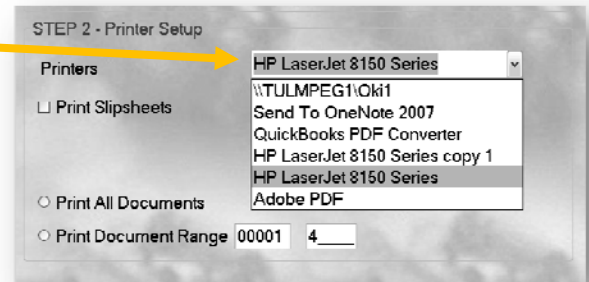 STEP 2 - Printer Setup
Printers HP LaserJet 8150 Series
\\TULMPEG1\Oki1
Print Slipsheets
Send To OneNote 2007
QuickBooks PDF Converter
HP LaserJet 8150 Series copy 1
HP LaserJet 8150 Series
Print All Documents
Adobe PDF
Print Document Range 00001 4____